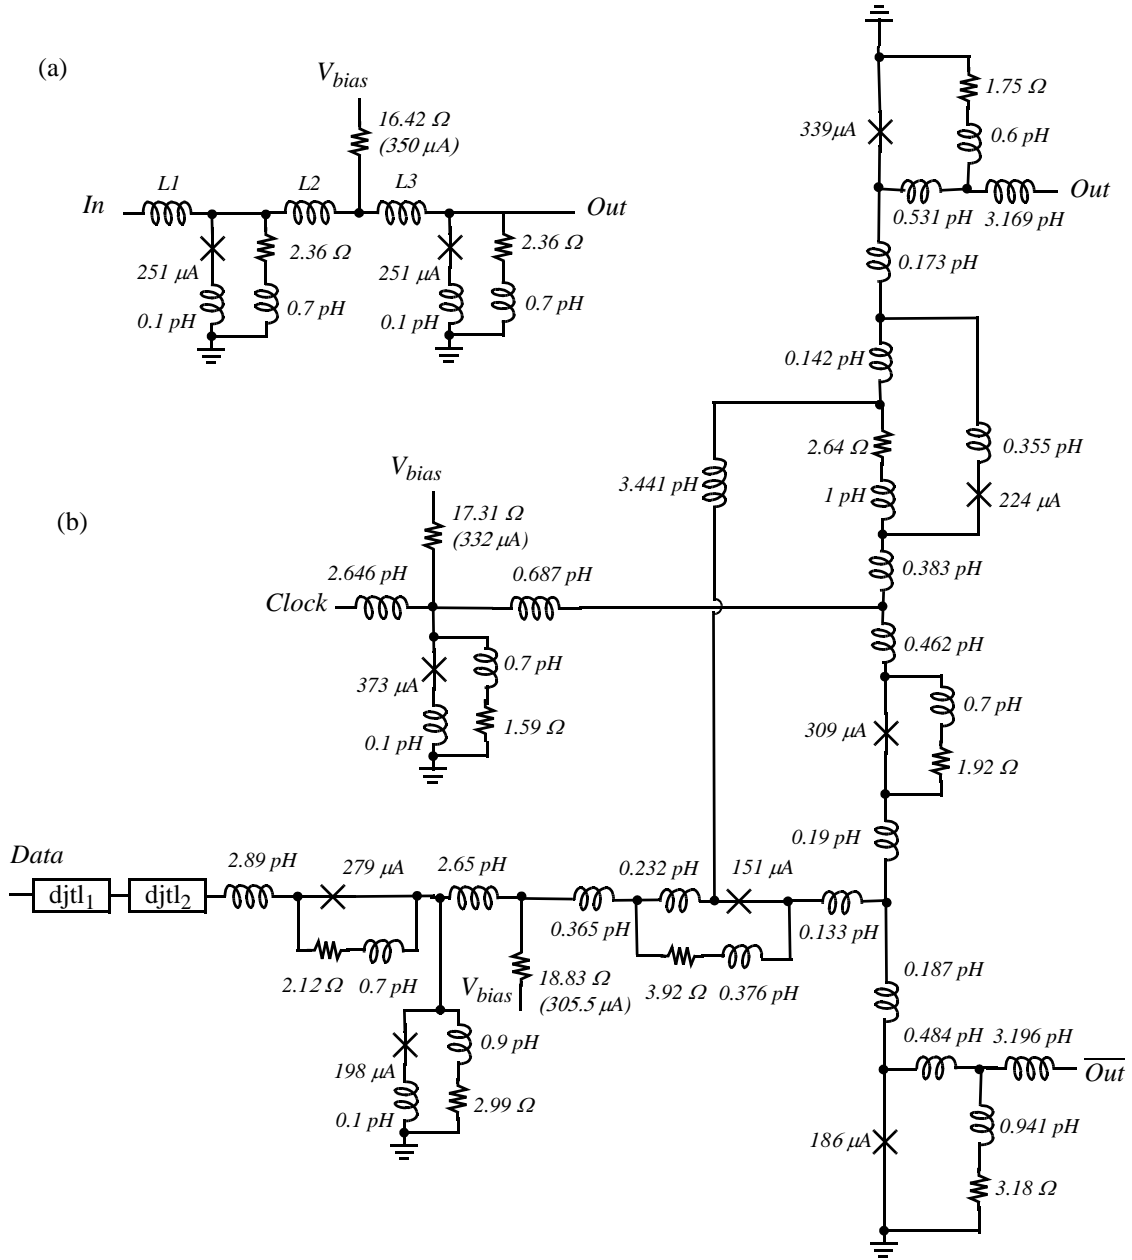 (a)
V_bias
16.42 Ω
(350 μA)
L1
L2
L3
In
Out
251 μA
2.36 Ω
0.1 pH
0.7 pH
251 μA
2.36 Ω
0.1 pH
0.7 pH
1.75 Ω
339μA
0.6 pH
Out
0.531 pH
3.169 pH
0.173 pH
0.142 pH
2.64 Ω
0.355 pH
3.441 pH
1 pH
224 μA
0.383 pH
(b)
V_bias
17.31 Ω
(332 μA)
2.646 pH
0.687 pH
Clock
0.462 pH
0.7 pH
373 μA
0.1 pH
1.59 Ω
0.7 pH
309 μA
1.92 Ω
0.19 pH
Data
djtl1
djtl2
2.89 pH
279 μA
2.65 pH
0.232 pH
151 μA
0.365 pH
0.133 pH
2.12 Ω
0.7 pH
V_bias
18.83 Ω
(305.5 μA)
3.92 Ω
0.376 pH
0.187 pH
198 μA
0.9 pH
0.1 pH
2.99 Ω
0.484 pH
3.196 pH
O̅u̅t̅
186 μA
0.941 pH
3.18 Ω